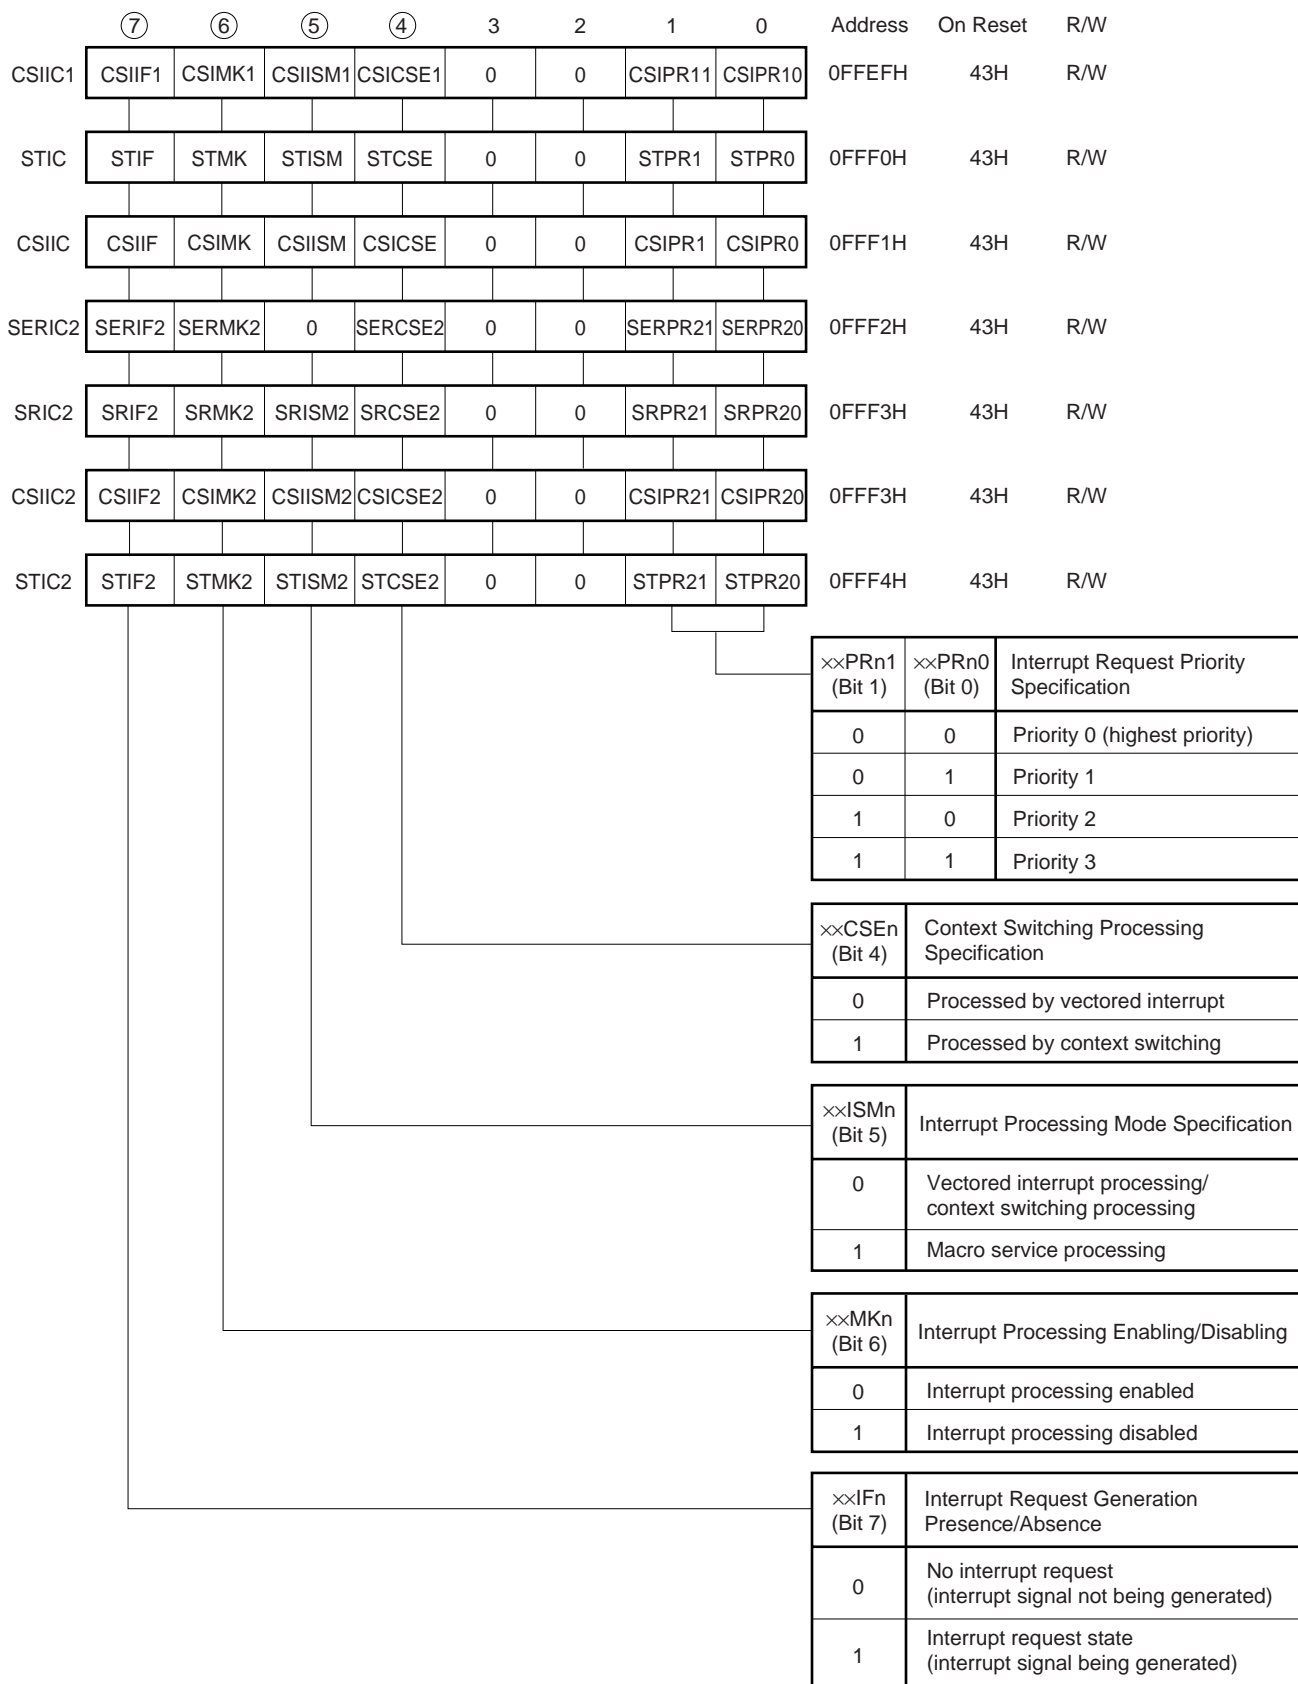 ⑦ ⑥ ⑤ ④ 3 2 1 0 Address On Reset R/W
CSIIC1 CSIIF1 CSIMK1 CSIISM1 CSICSE1 0 0 CSIPR11 CSIPR10 0FFEFH 43H R/W
STIC STIF STMK STISM STCSE 0 0 STPR1 STPR0 0FFF0H 43H R/W
CSIIC CSIIF CSIMK CSIISM CSICSE 0 0 CSIPR1 CSIPR0 0FFF1H 43H R/W
SERIC2 SERIF2 SERMK2 0 SERCSE2 0 0 SERPR21 SERPR20 0FFF2H 43H R/W
SRIC2 SRIF2 SRMK2 SRISM2 SRCSE2 0 0 SRPR21 SRPR20 0FFF3H 43H R/W
CSIIC2 CSIIF2 CSIMK2 CSIISM2 CSICSE2 0 0 CSIPR21 CSIPR20 0FFF3H 43H R/W
STIC2 STIF2 STMK2 STISM2 STCSE2 0 0 STPR21 STPR20 0FFF4H 43H R/W
××PRn1 ××PRn0 Interrupt Request Priority
(Bit 1) (Bit 0) Specification
0 0 Priority 0 (highest priority)
0 1 Priority 1
1 0 Priority 2
1 1 Priority 3
××CSEn Context Switching Processing
(Bit 4) Specification
0 Processed by vectored interrupt
1 Processed by context switching
××ISMn
(Bit 5) Interrupt Processing Mode Specification
0 Vectored interrupt processing/
context switching processing
1 Macro service processing
××MKn
(Bit 6) Interrupt Processing Enabling/Disabling
0 Interrupt processing enabled
1 Interrupt processing disabled
××IFn Interrupt Request Generation
(Bit 7) Presence/Absence
0 No interrupt request
(interrupt signal not being generated)
1 Interrupt request state
(interrupt signal being generated)